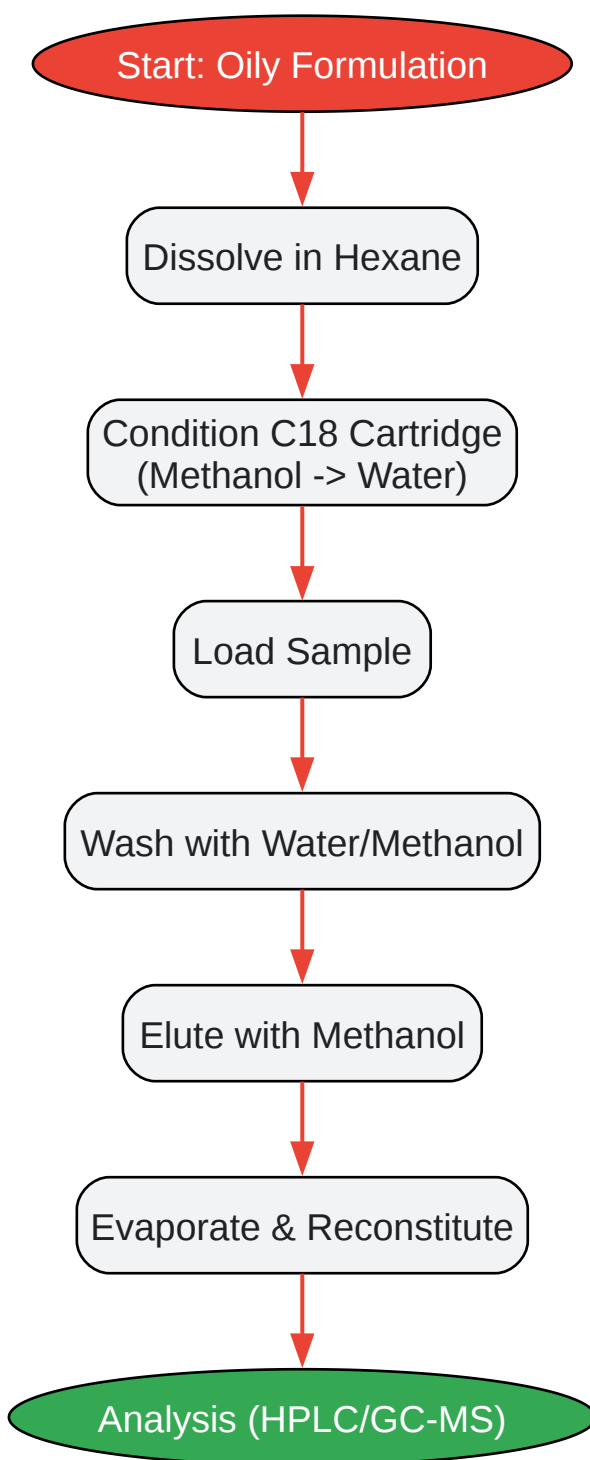 Start: Oily Formulation
Dissolve in Hexane
Condition C18 Cartridge
(Methanol -> Water)
Load Sample
Wash with Water/Methanol
Elute with Methanol
Evaporate & Reconstitute
Analysis (HPLC/GC-MS)